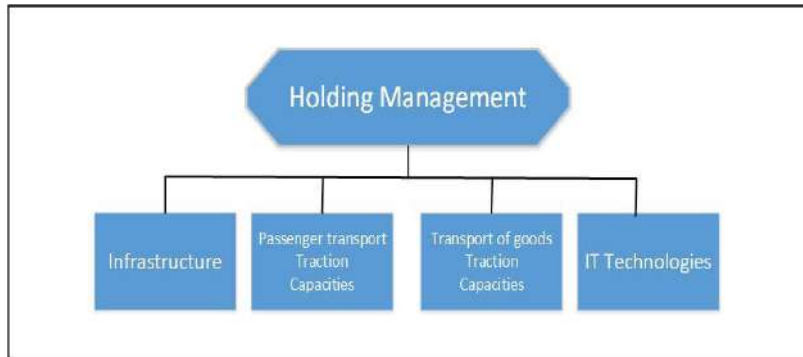 Holding Management
Infrastructure
Passenger transport
Traction
Capacities
Transport of goods
Traction
Capacities
IT Technologies